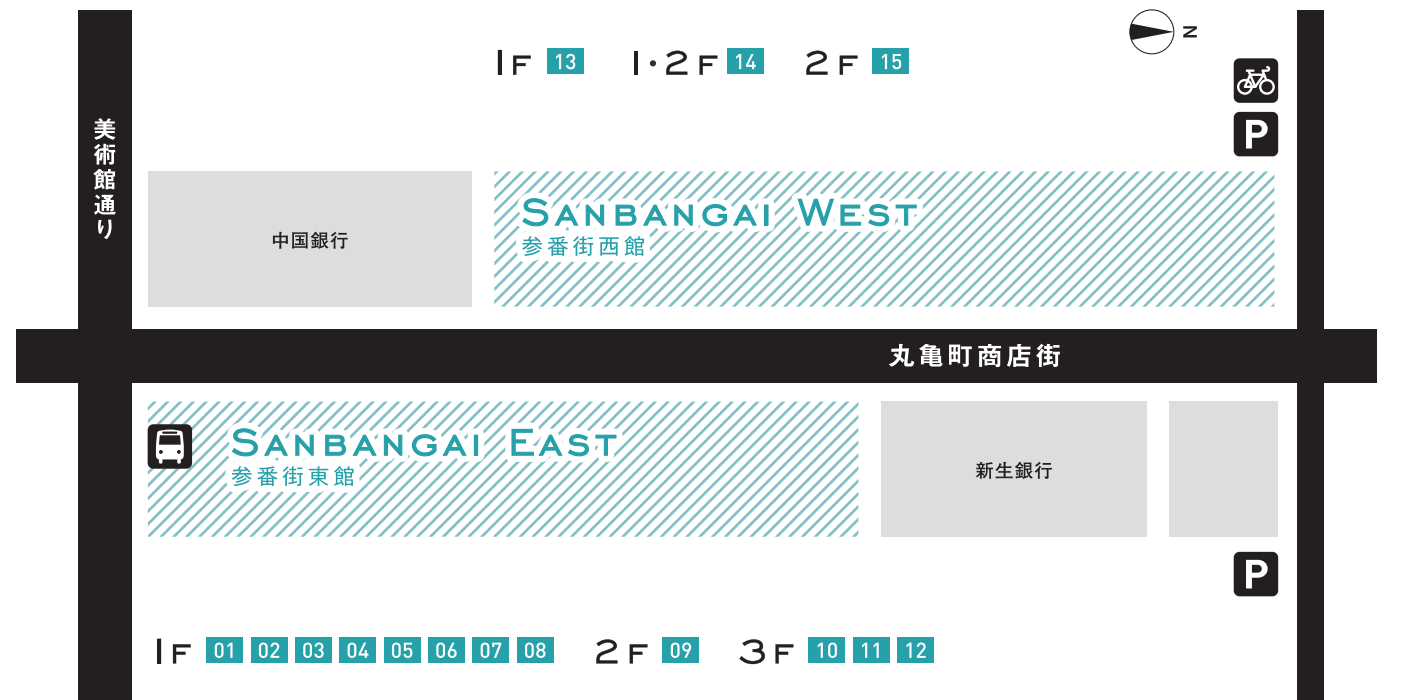 1F 13 1・2F 14 2F 15
N
P
美術館通り
SANBANGAI WEST
参番街西館
中国銀行
丸亀町商店街
SANBANGAI EAST
参番街東館
新生銀行
P
1F 01 02 03 04 05 06 07 08 2F 09 3F 10 11 12